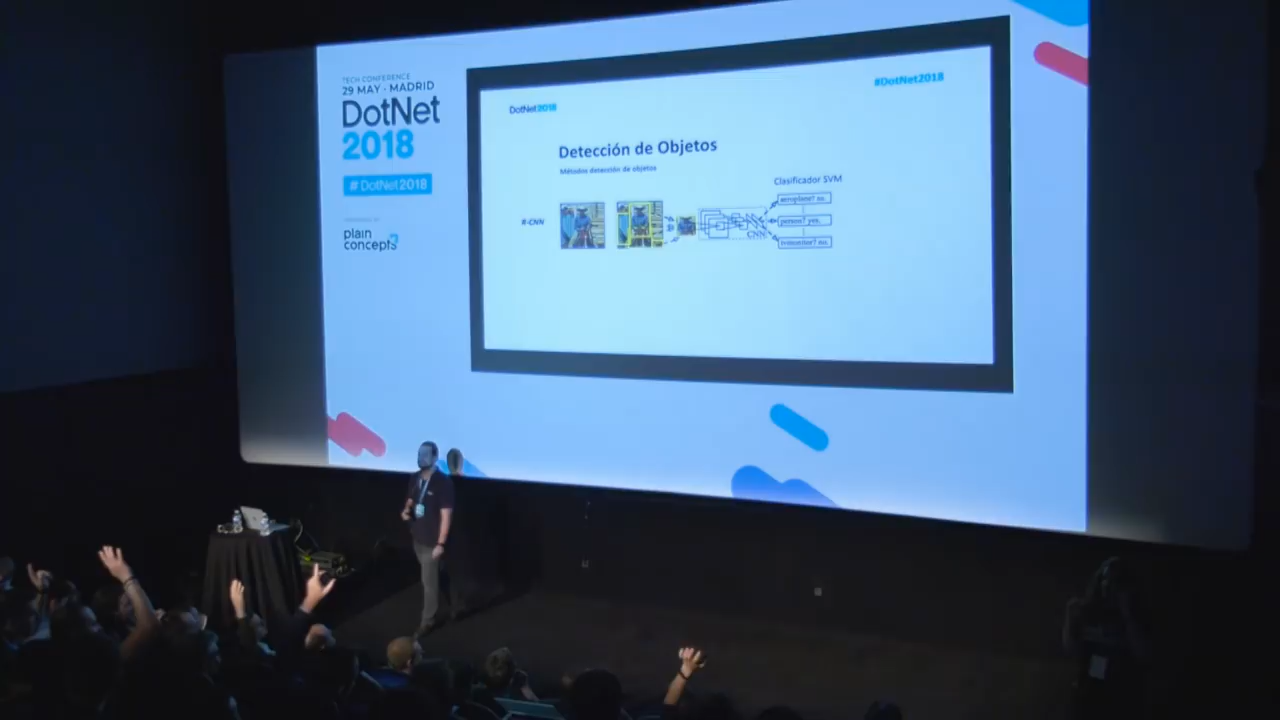 TECH CONFERENCE
29 MAY - MADRID
DotNet
2018
#DotNet2018
plain
concepts
DotNet2018
#DotNet2018
Detección de Objetos
Métodos detección de objetos
R-CNN
Clasificador SVM
aeroplane? no.
person? yes.
tvmonitor? no.
CNN